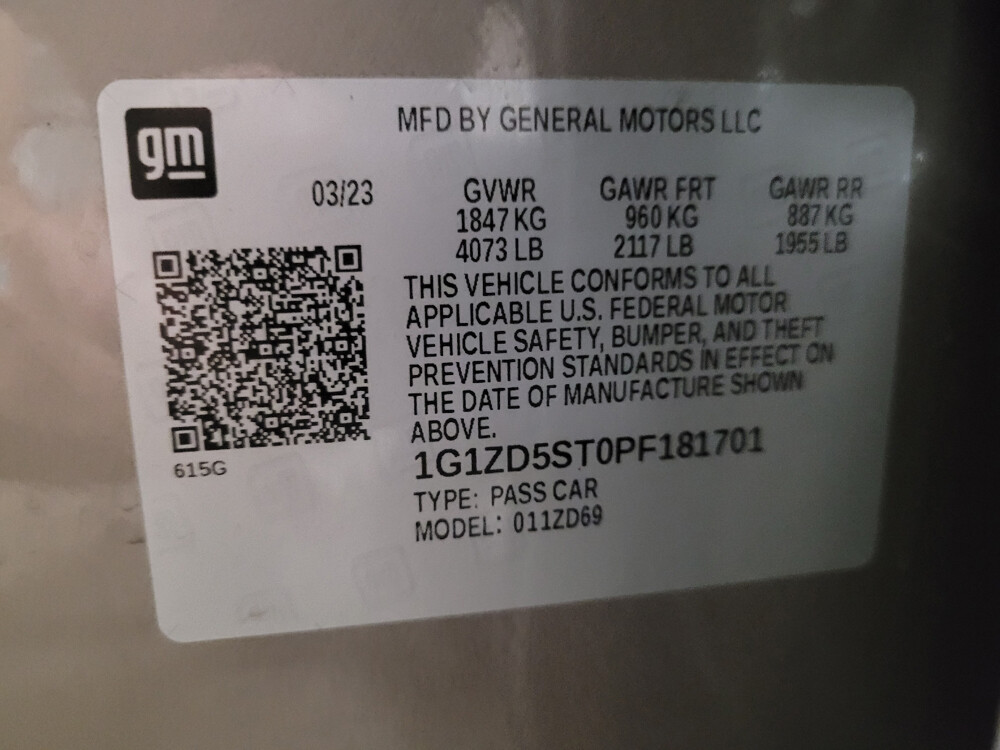 gm
MFD BY GENERAL MOTORS LLC
03/23
GVWR GAWR FRT GAWR RR
1847 KG 960 KG 887 KG
4073 LB 2117 LB 1955 LB
THIS VEHICLE CONFORMS TO ALL
APPLICABLE U.S. FEDERAL MOTOR
VEHICLE SAFETY, BUMPER, AND THEFT
PREVENTION STANDARDS IN EFFECT ON
THE DATE OF MANUFACTURE SHOWN
ABOVE.
1G1ZD5ST0PF181701
615G
TYPE: PASS CAR
MODEL: 011ZD69